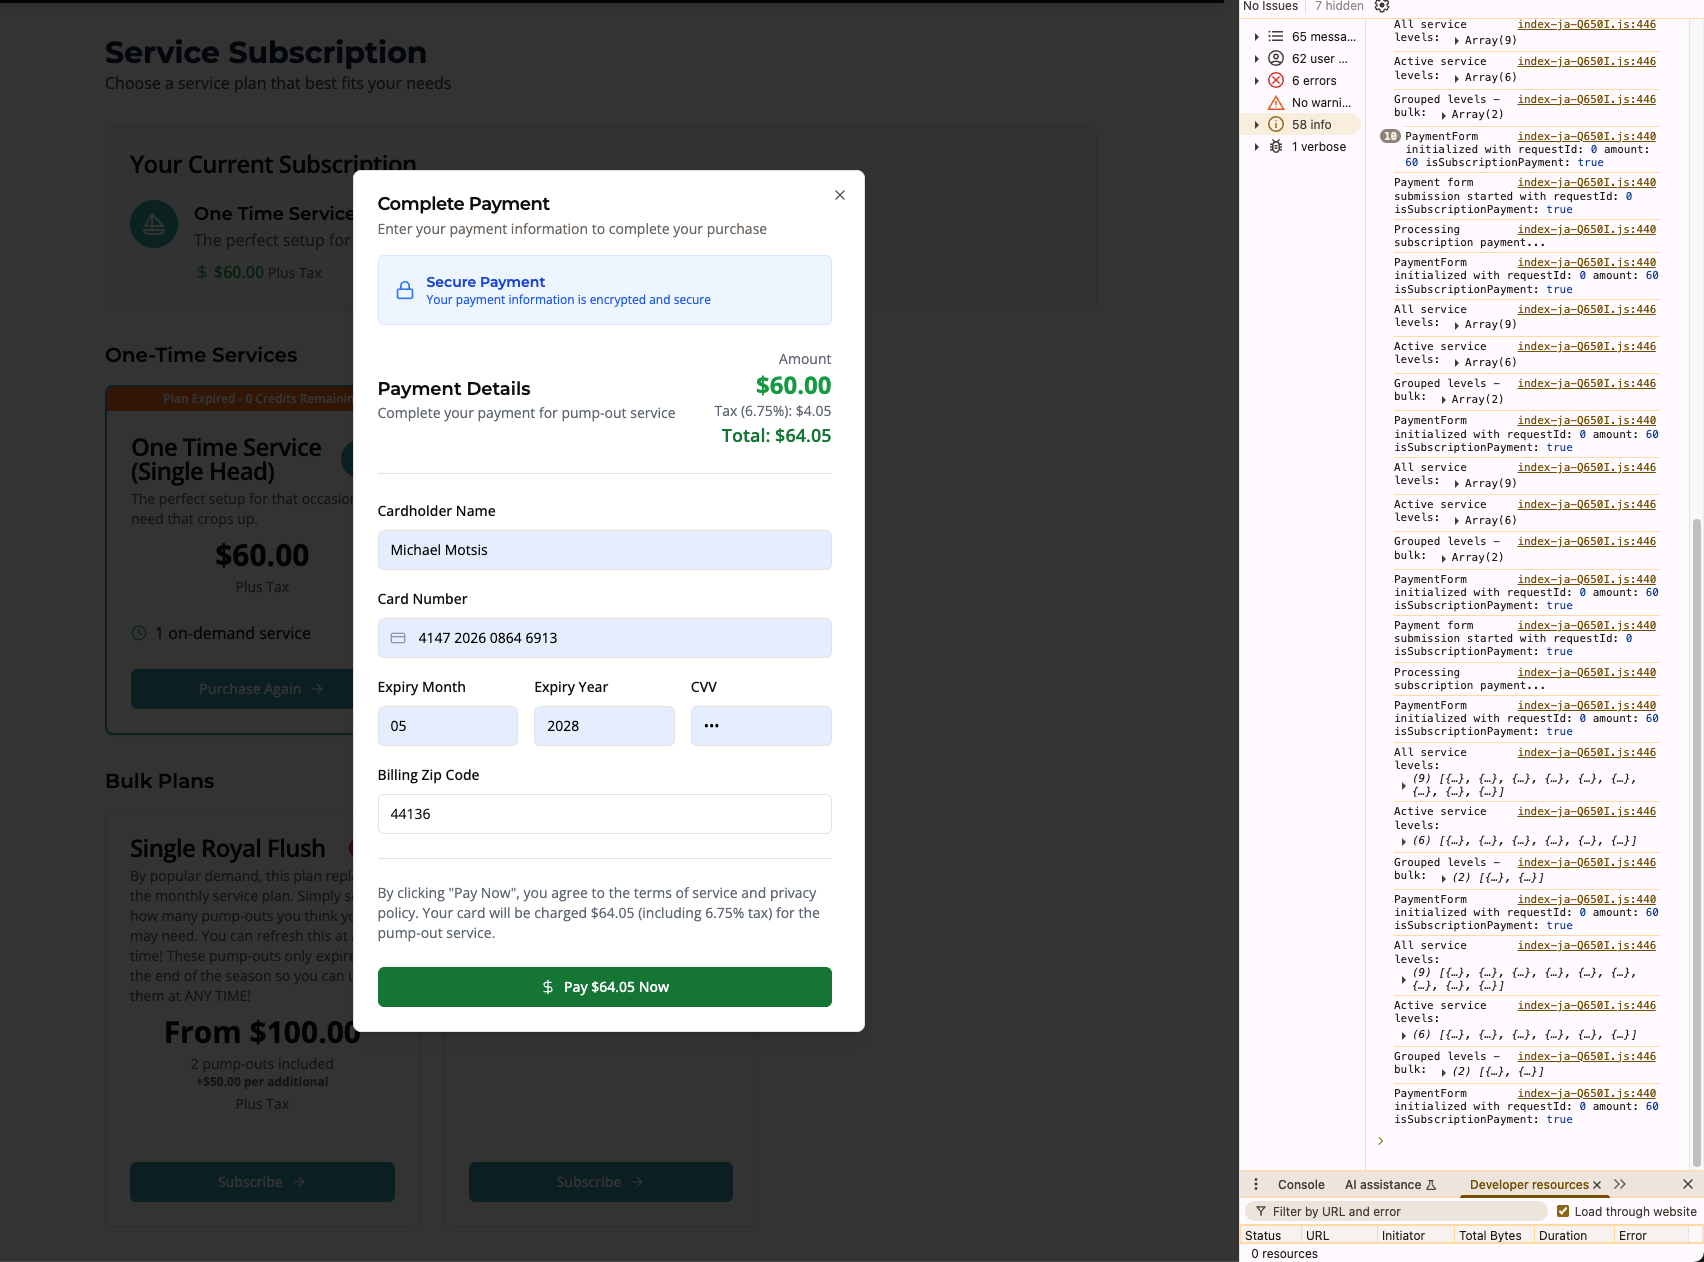 Service Subscription
Choose a service plan that best fits your needs
Your Current Subscription
One Time Service
The perfect setup for
$ $60.00 Plus Tax
One-Time Services
Plan Expired - 0 Credits Remainin
One Time Service
(Single Head)
The perfect setup for that occasion
need that crops up.
$60.00
Plus Tax
1 on-demand service
Purchase Again →
Bulk Plans
Single Royal Flush
By popular demand, this plan repl
the monthly service plan. Simply s
how many pump-outs you think yo
may need. You can refresh this at
time! These pump-outs only expire
the end of the season so you can u
them at ANY TIME!
From $100.00
2 pump-outs included
+$50.00 per additional
Plus Tax
Subscribe →
Subscribe →
Complete Payment
Enter your payment information to complete your purchase
Secure Payment
Your payment information is encrypted and secure
Payment Details
Complete your payment for pump-out service
Amount
$60.00
Tax (6.75%): $4.05
Total: $64.05
Cardholder Name
Michael Motsis
Card Number
4147 2026 0864 6913
Expiry Month
Expiry Year
CVV
05
2028
•••
Billing Zip Code
44136
By clicking "Pay Now", you agree to the terms of service and privacy
policy. Your card will be charged $64.05 (including 6.75% tax) for the
pump-out service.
$ Pay $64.05 Now
No Issues
7 hidden
65 messa...
62 user ...
6 errors
No warni...
58 info
1 verbose
All service index-ja-Q650I.js:446
levels: Array(9)
Active service index-ja-Q650I.js:446
levels: Array(6)
Grouped levels - index-ja-Q650I.js:446
bulk: Array(2)
10 PaymentForm index-ja-Q650I.js:440
initialized with requestId: 0 amount:
60 isSubscriptionPayment: true
Payment form index-ja-Q650I.js:440
submission started with requestId: 0
isSubscriptionPayment: true
Processing index-ja-Q650I.js:440
subscription payment...
PaymentForm index-ja-Q650I.js:440
initialized with requestId: 0 amount: 60
isSubscriptionPayment: true
All service index-ja-Q650I.js:446
levels: Array(9)
Active service index-ja-Q650I.js:446
levels: Array(6)
Grouped levels - index-ja-Q650I.js:446
bulk: Array(2)
PaymentForm index-ja-Q650I.js:440
initialized with requestId: 0 amount: 60
isSubscriptionPayment: true
All service index-ja-Q650I.js:446
levels: Array(9)
Active service index-ja-Q650I.js:446
levels: Array(6)
Grouped levels - index-ja-Q650I.js:446
bulk: Array(2)
PaymentForm index-ja-Q650I.js:440
initialized with requestId: 0 amount: 60
isSubscriptionPayment: true
Payment form index-ja-Q650I.js:440
submission started with requestId: 0
isSubscriptionPayment: true
Processing index-ja-Q650I.js:440
subscription payment...
PaymentForm index-ja-Q650I.js:440
initialized with requestId: 0 amount: 60
isSubscriptionPayment: true
All service index-ja-Q650I.js:446
levels:
(9) [{…}, {…}, {…}, {…}, {…}, {…},
{…}, {…}, {…}]
Active service index-ja-Q650I.js:446
levels:
(6) [{…}, {…}, {…}, {…}, {…}, {…}]
Grouped levels - index-ja-Q650I.js:446
bulk: (2) [{…}, {…}]
PaymentForm index-ja-Q650I.js:440
initialized with requestId: 0 amount: 60
isSubscriptionPayment: true
All service index-ja-Q650I.js:446
levels:
(9) [{…}, {…}, {…}, {…}, {…}, {…},
{…}, {…}, {…}]
Active service index-ja-Q650I.js:446
levels:
(6) [{…}, {…}, {…}, {…}, {…}, {…}]
Grouped levels - index-ja-Q650I.js:446
bulk: (2) [{…}, {…}]
PaymentForm index-ja-Q650I.js:440
initialized with requestId: 0 amount: 60
isSubscriptionPayment: true
Console AI assistance Developer resources
Filter by URL and error Load through website
Status URL Initiator Total Bytes Duration Error
0 resources